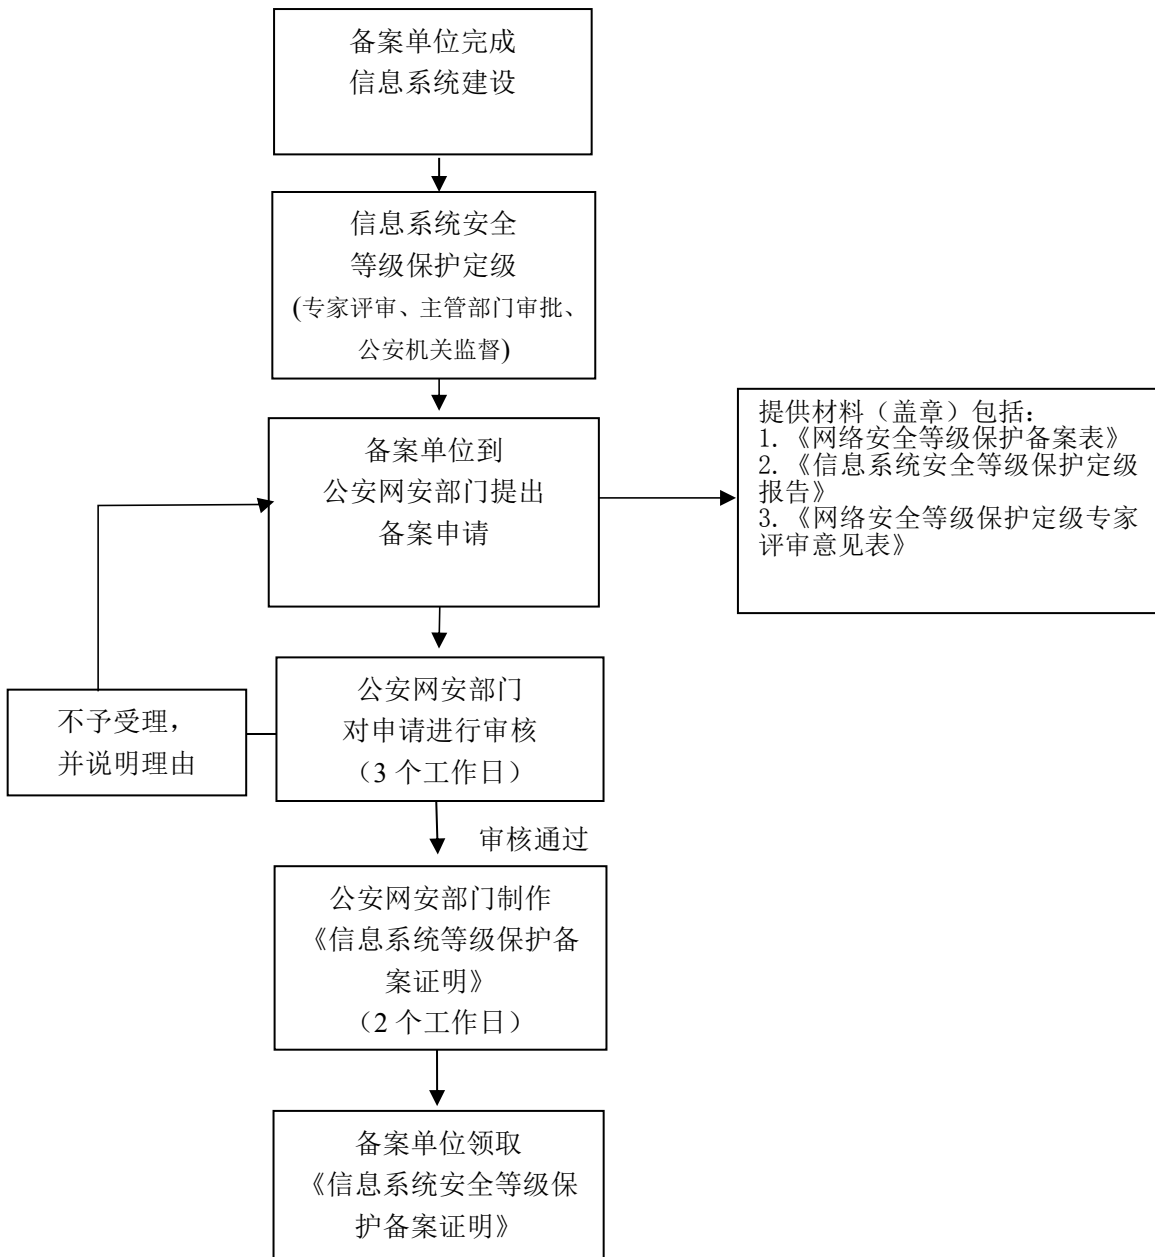 备案单位完成
信息系统建设
信息系统安全
等级保护定级
(专家评审、主管部门审批、
公安机关监督)
备案单位到
公安网安部门提出
备案申请
提供材料（盖章）包括：
1.《网络安全等级保护备案表》
2.《信息系统安全等级保护定级
报告》
3.《网络安全等级保护定级专家
评审意见表》
公安网安部门
对申请进行审核
（3 个工作日）
不予受理，
并说明理由
审核通过
公安网安部门制作
《信息系统等级保护备
案证明》
（2 个工作日）
备案单位领取
《信息系统安全等级保
护备案证明》